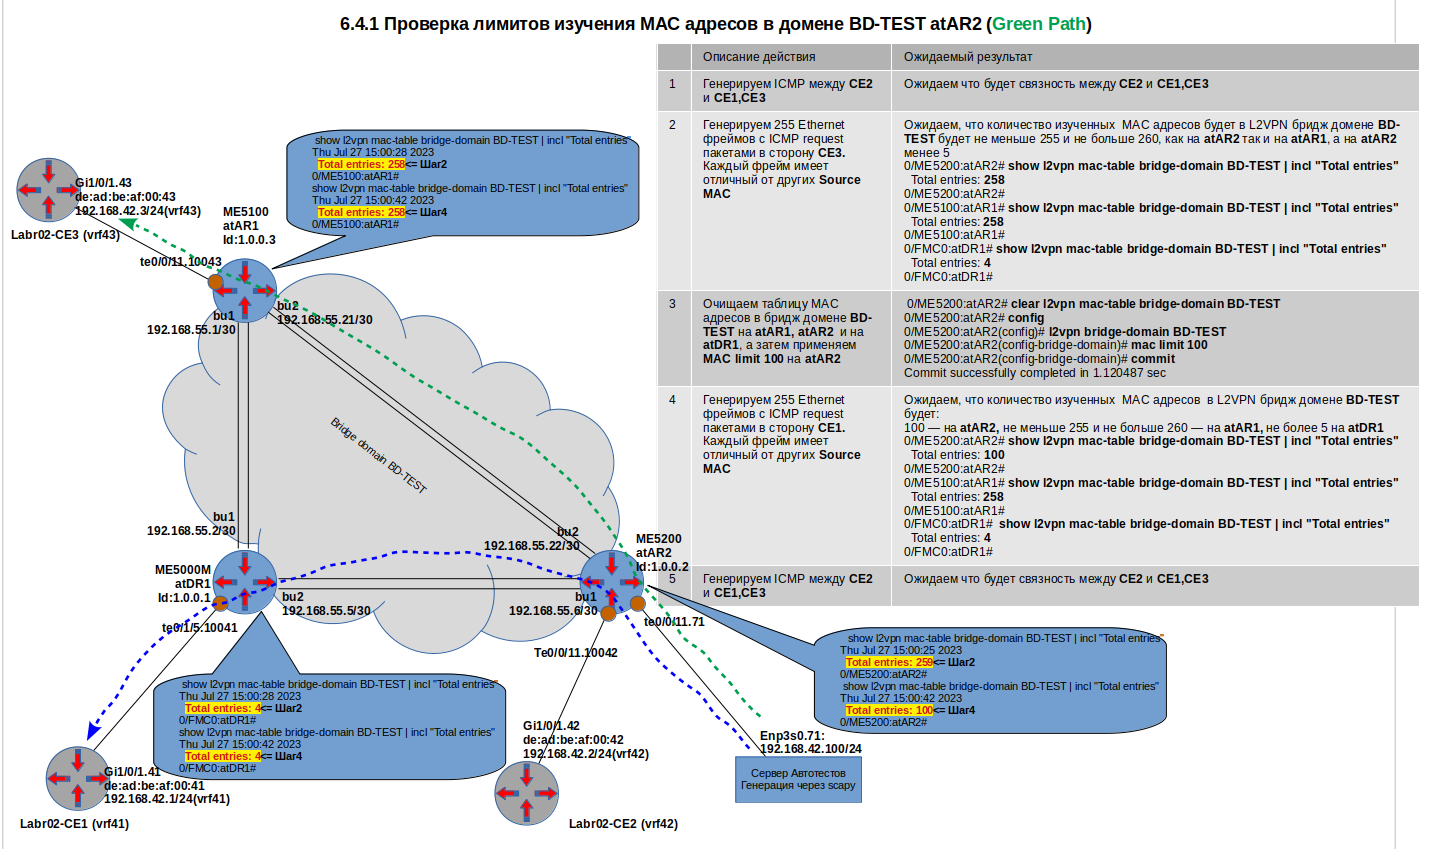 6.4.1 Проверка лимитов изучения MAC адресов в домене BD-TEST atAR2 (Green Path)
Описание действия
Ожидаемый результат
1
Генерируем ICMP между CE2
и CE1,CE3
Ожидаем что будет связность между CE2 и CE1,CE3
2
Генерируем 255 Ethernet
фреймов с ICMP request
пакетами в сторону CE3.
Каждый фрейм имеет
отличный от других Source
MAC
Ожидаем, что количество изученных MAC адресов будет в L2VPN бридж домене BD-
TEST будет не меньше 255 и не больше 260, как на atAR2 так и на atAR1, а на atAR2
менее 5
0/ME5200:atAR2# show l2vpn mac-table bridge-domain BD-TEST | incl "Total entries"
Total entries: 258
0/ME5200:atAR2#
0/ME5100:atAR1# show l2vpn mac-table bridge-domain BD-TEST | incl "Total entries"
Total entries: 258
0/ME5100:atAR1#
0/FMC0:atDR1# show l2vpn mac-table bridge-domain BD-TEST | incl "Total entries"
Total entries: 4
0/FMC0:atDR1#
3
Очищаем таблицу MAC
адресов в бридж домене BD-
TEST на atAR1, atAR2 и на
atDR1, а затем применяем
MAC limit 100 на atAR2
0/ME5200:atAR2# clear l2vpn mac-table bridge-domain BD-TEST
0/ME5200:atAR2# config
0/ME5200:atAR2(config)# l2vpn bridge-domain BD-TEST
0/ME5200:atAR2(config-bridge-domain)# mac limit 100
0/ME5200:atAR2(config-bridge-domain)# commit
Commit successfully completed in 1.120487 sec
4
Генерируем 255 Ethernet
фреймов с ICMP request
пакетами в сторону CE1.
Каждый фрейм имеет
отличный от других Source
MAC
Ожидаем, что количество изученных MAC адресов в L2VPN бридж домене BD-TEST
будет:
100 — на atAR2, не меньше 255 и не больше 260 — на atAR1, не более 5 на atDR1
0/ME5200:atAR2# show l2vpn mac-table bridge-domain BD-TEST | incl "Total entries"
Total entries: 100
0/ME5200:atAR2#
0/ME5100:atAR1# show l2vpn mac-table bridge-domain BD-TEST | incl "Total entries"
Total entries: 258
0/ME5100:atAR1#
0/FMC0:atDR1# show l2vpn mac-table bridge-domain BD-TEST | incl "Total entries"
Total entries: 4
0/FMC0:atDR1#
5
Генерируем ICMP между CE2
и CE1,CE3
Ожидаем что будет связность между CE2 и CE1,CE3
show l2vpn mac-table bridge-domain BD-TEST | incl "Total entries"
Thu Jul 27 15:00:28 2023
Total entries: 258<= Шаг2
0/ME5100:atAR1#
show l2vpn mac-table bridge-domain BD-TEST | incl "Total entries"
Thu Jul 27 15:00:42 2023
Total entries: 258<= Шаг4
0/ME5100:atAR1#
Gi1/0/1.43
de:ad:be:af:00:43
192.168.42.3/24(vrf43)
Labr02-CE3 (vrf43)
ME5100
atAR1
Id:1.0.0.3
te0/0/11.10043
bu1
192.168.55.1/30
bu2
192.168.55.21/30
Bridge domain BD-TEST
bu1
192.168.55.2/30
bu2
192.168.55.22/30
ME5200
atAR2
Id:1.0.0.2
ME5000M
atDR1
Id:1.0.0.1
bu2
192.168.55.5/30
bu1
192.168.55.6/30
te0/1/5.10041
te0/0/11.71
Te0/0/11.10042
show l2vpn mac-table bridge-domain BD-TEST | incl "Total entries"
Thu Jul 27 15:00:25 2023
Total entries: 259<= Шаг2
0/ME5200:atAR2#
show l2vpn mac-table bridge-domain BD-TEST | incl "Total entries"
Thu Jul 27 15:00:42 2023
Total entries: 100<= Шаг4
0/ME5200:atAR2#
show l2vpn mac-table bridge-domain BD-TEST | incl "Total entries"
Thu Jul 27 15:00:28 2023
Total entries: 4<= Шаг2
0/FMC0:atDR1#
show l2vpn mac-table bridge-domain BD-TEST | incl "Total entries"
Thu Jul 27 15:00:42 2023
Total entries: 4<= Шаг4
0/FMC0:atDR1#
Gi1/0/1.42
de:ad:be:af:00:42
192.168.42.2/24(vrf42)
Enp3s0.71:
192.168.42.100/24
Сервер Автотестов
Генерация через scapy
Gi1/0/1.41
de:ad:be:af:00:41
192.168.42.1/24(vrf41)
Labr02-CE1 (vrf41)
Labr02-CE2 (vrf42)